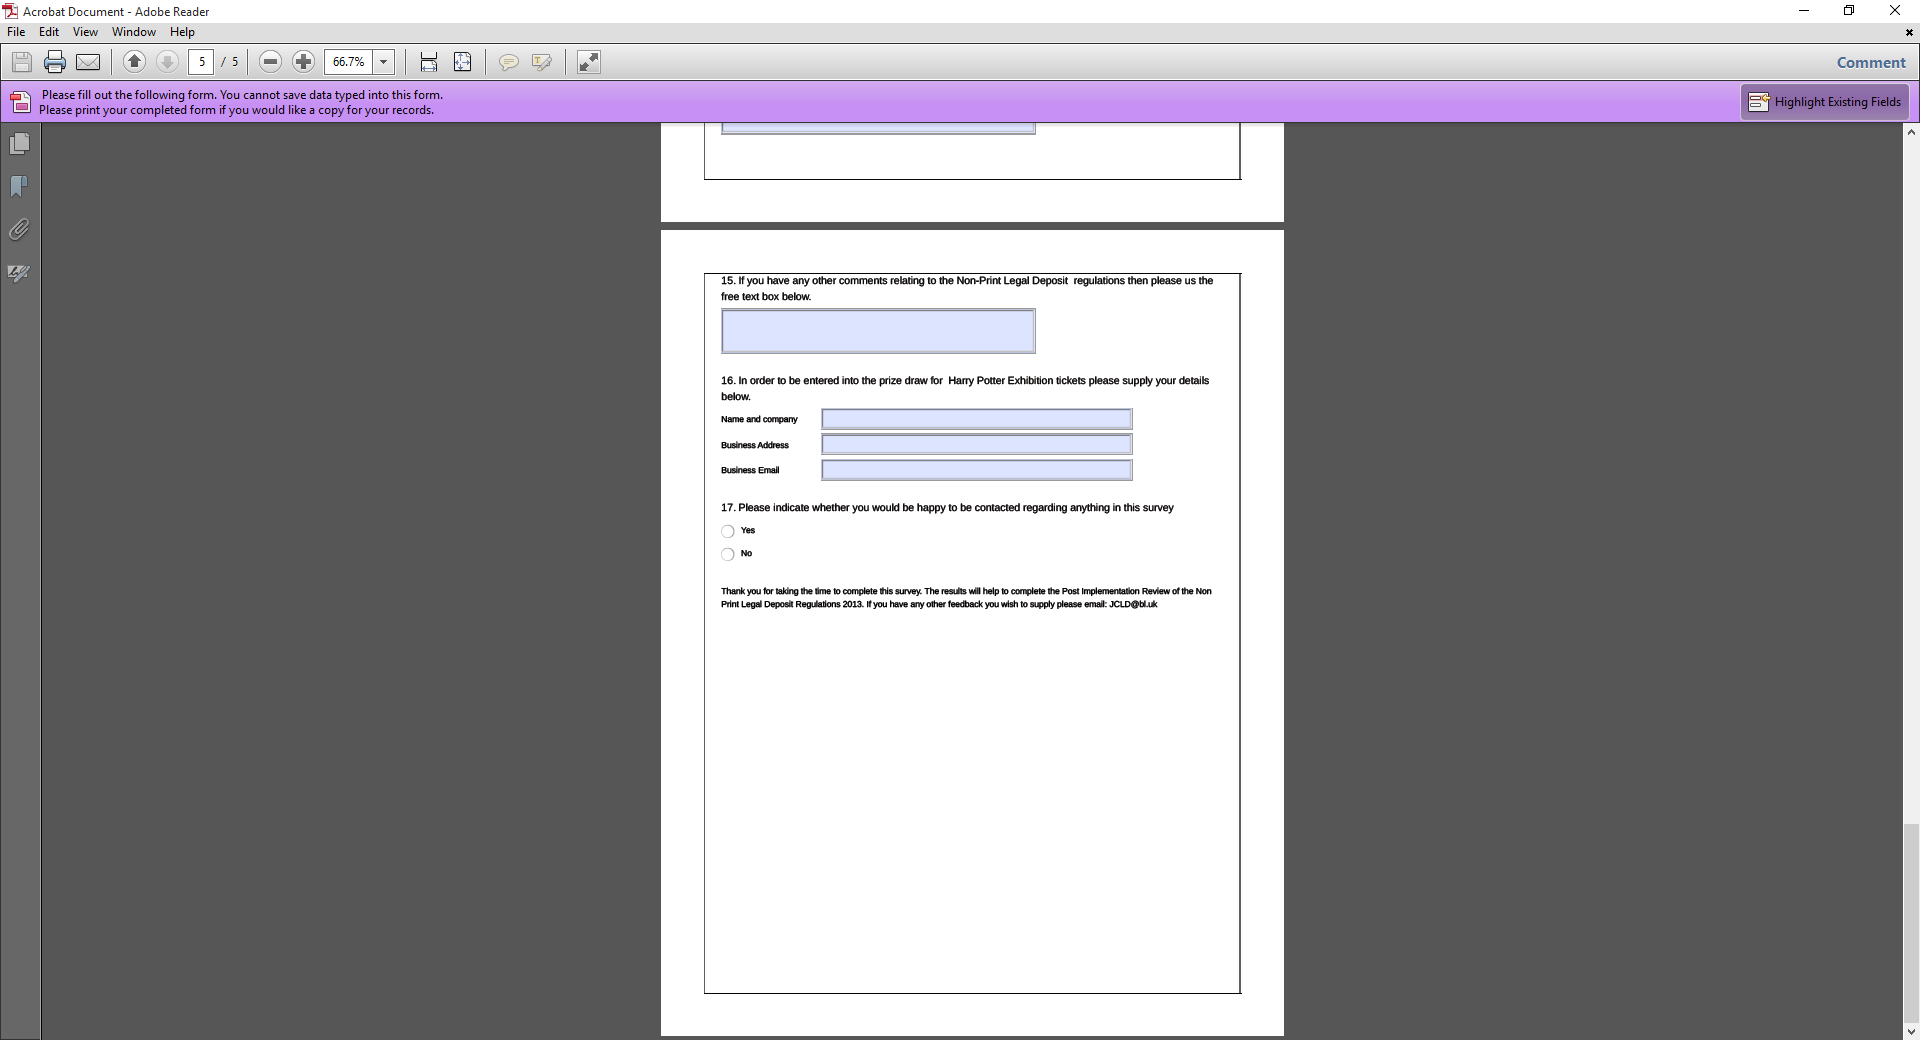 Acrobat Document - Adobe Reader
File Edit View Window Help
5 / 5 66.7% Comment
Please fill out the following form. You cannot save data typed into this form.
Please print your completed form if you would like a copy for your records.
Highlight Existing Fields
15. If you have any other comments relating to the Non-Print Legal Deposit  regulations then please us the
free text box below.
16. In order to be entered into the prize draw for  Harry Potter Exhibition tickets please supply your details
below.
Name and company
Business Address
Business Email
17. Please indicate whether you would be happy to be contacted regarding anything in this survey
Yes
No
Thank you for taking the time to complete this survey. The results will help to complete the Post Implementation Review of the Non
Print Legal Deposit Regulations 2013. If you have any other feedback you wish to supply please email: JCLD@bl.uk